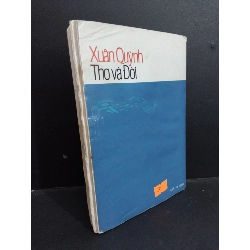 Xuân Quỳnh
Thơ và Đời